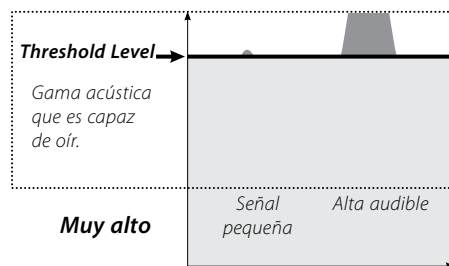 Threshold Level
Gama acústica
que es capaz
de oír.
Señal
pequeña
Alta audible
Muy alto